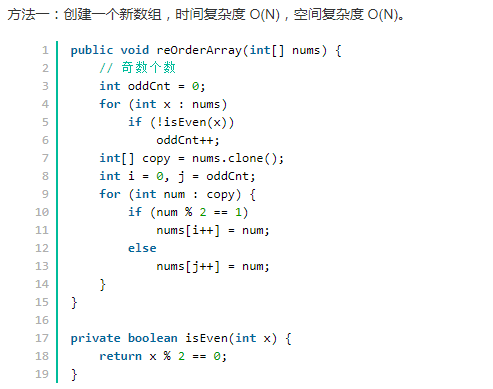 方法一：创建一个新数组，时间复杂度 O(N)，空间复杂度 O(N)。
1 public void reOrderArray(int[] nums) {
2     // 奇数个数
3     int oddCnt = 0;
4     for (int x : nums)
5         if (!isEven(x))
6             oddCnt++;
7     int[] copy = nums.clone();
8     int i = 0, j = oddCnt;
9     for (int num : copy) {
10         if (num % 2 == 1)
11             nums[i++] = num;
12         else
13             nums[j++] = num;
14     }
15 }
16
17 private boolean isEven(int x) {
18     return x % 2 == 0;
19 }